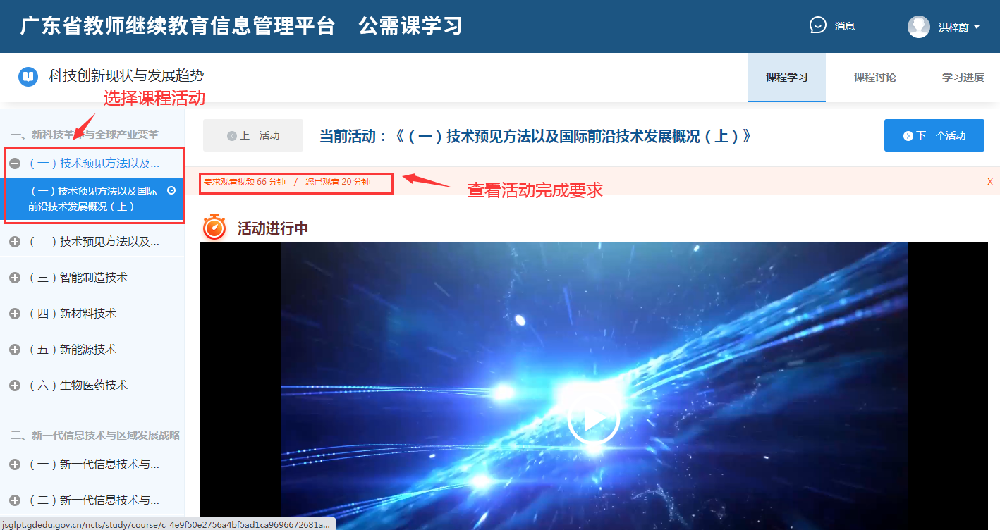 广东省教师继续教育信息管理平台 公需课学习
消息
洪梓蔚
科技创新现状与发展趋势
课程学习
课程讨论
学习进度
选择课程活动
一、新科技革命与全球产业变革
（一）技术预见方法以及...
（一）技术预见方法以及国际
前沿技术发展概况（上）
（二）技术预见方法以及...
（三）智能制造技术
（四）新材料技术
（五）新能源技术
（六）生物医药技术
二、新一代信息技术与区域发展战略
（一）新一代信息技术与...
（二）新一代信息技术与...
上一活动
当前活动：《（一）技术预见方法以及国际前沿技术发展概况（上）》
下一个活动
要求观看视频 66 分钟 / 您已观看 20 分钟
X
查看活动完成要求
活动进行中
jsglpt.gdedu.gov.cn/ncts/study/course/c_4e9f50e2756a4bf5ad1ca9696672681a...